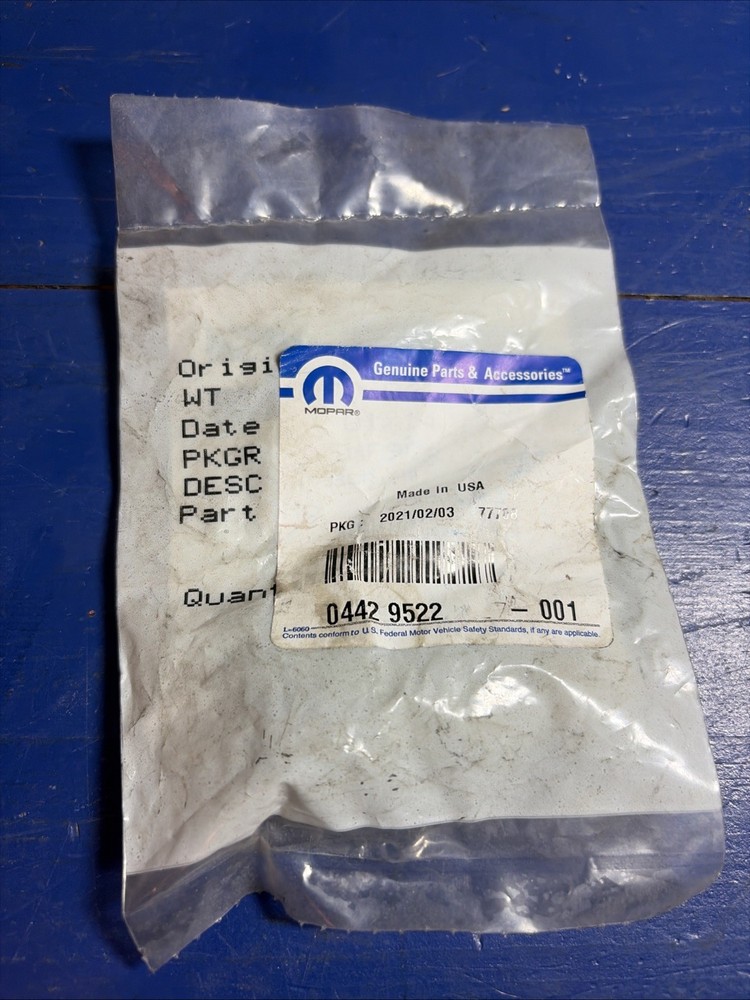 Genuine Parts & Accessories™
MOPAR®
Made in USA
PKG : 2021/02/03
0442 9522 - 001
L-6060
Contents conform to U.S. Federal Motor Vehicle Safety Standards, if any are applicable.
Origi
WT
Date
PKGR
DESC
Part
Quant